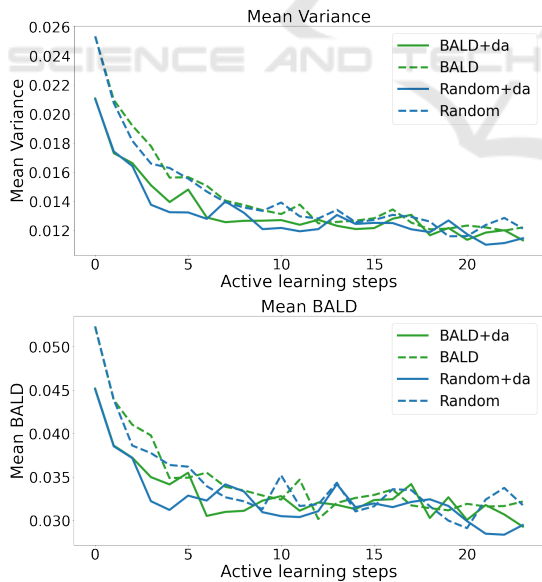 Mean Variance
SCIENCE AND TECH
0.026
0.024
0.022
0.020
0.018
0.016
0.014
0.012
Mean Variance
BALD+da
BALD
Random+da
Random
0 5 10 15 20
Active learning steps
Mean BALD
0.050
0.045
0.040
0.035
0.030
Mean BALD
BALD+da
BALD
Random+da
Random
0 5 10 15 20
Active learning steps